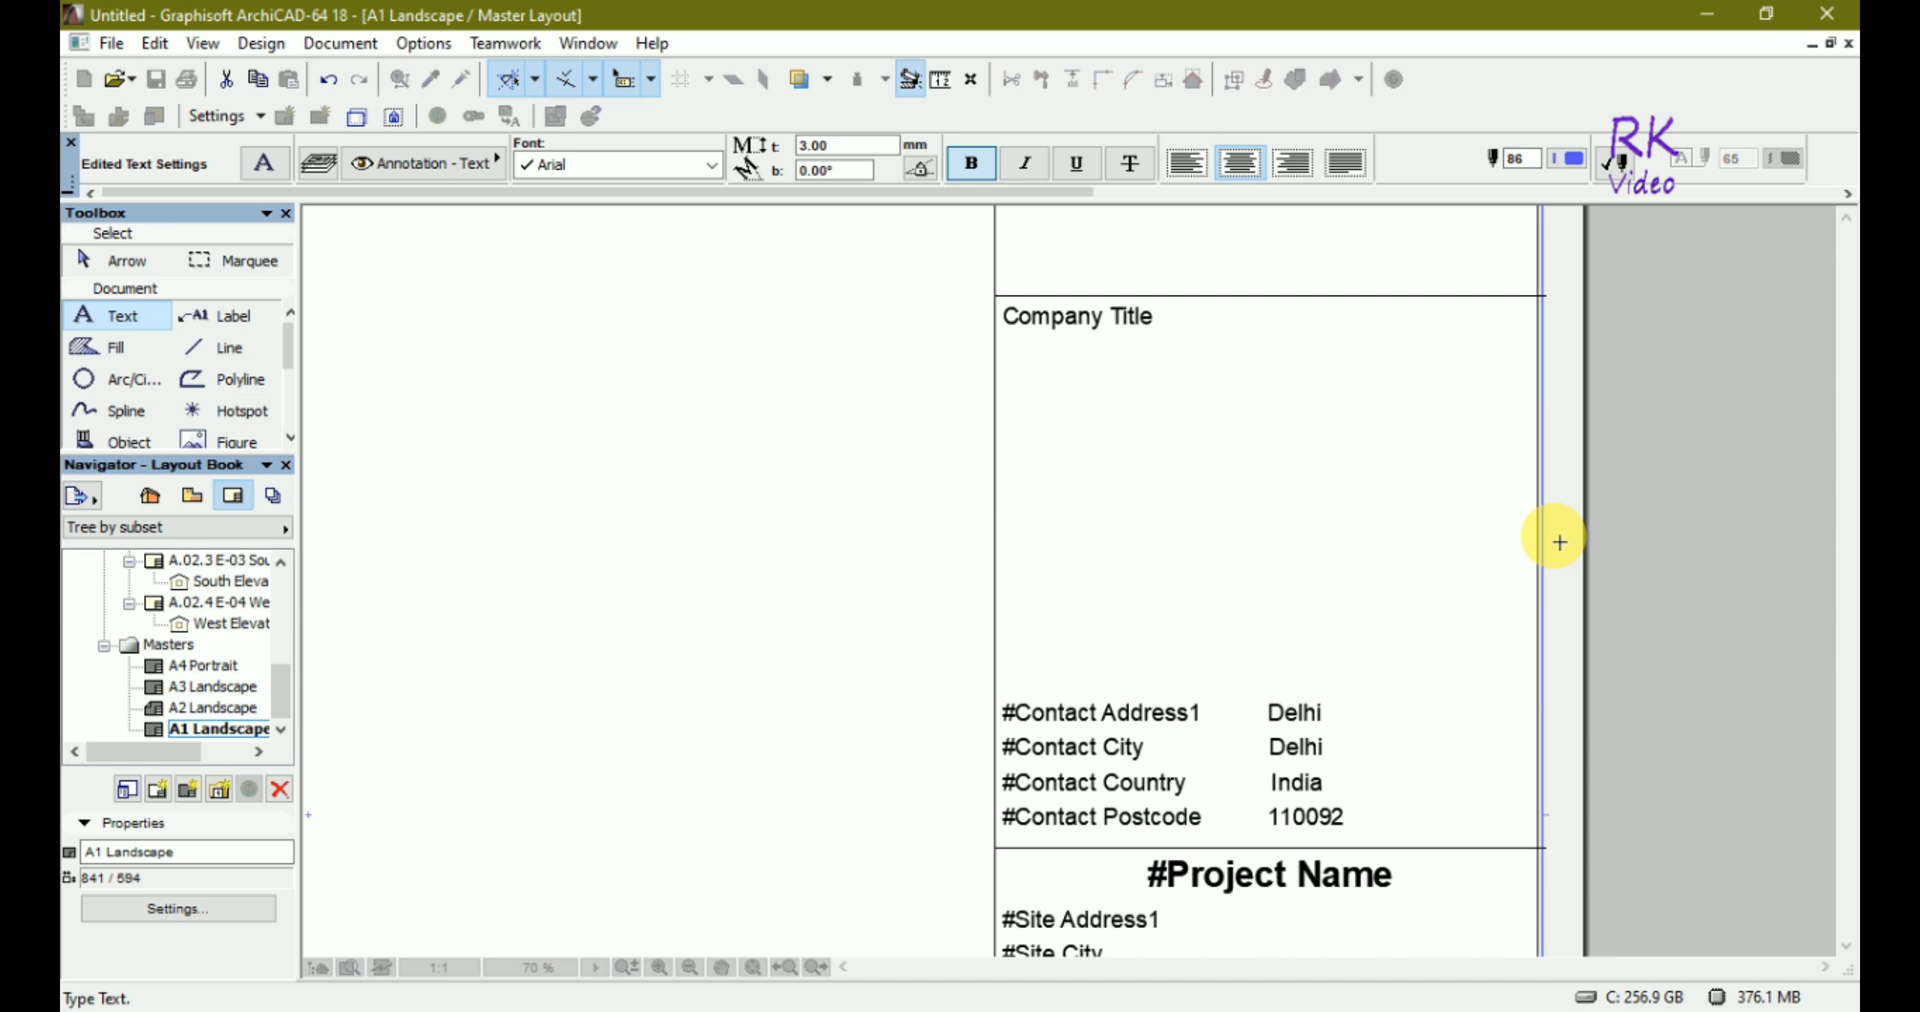 Untitled - Graphisoft ArchiCAD-64 18 - [A1 Landscape / Master Layout]
File Edit View Design Document Options Teamwork Window Help
Settings
RK
Video
Edited Text Settings
Annotation - Text
Font:
Arial
t: 3.00 mm
b: 0.00°
B I U T
86
65
Toolbox
Select
Arrow Marquee
Document
Text Label
Fill Line
Arc/Ci... Polyline
Spline Hotspot
Object Figure
Navigator - Layout Book
Tree by subset
A.02.3 E-03 Sou
South Eleva
A.02.4 E-04 We
West Elevat
Masters
A4 Portrait
A3 Landscape
A2 Landscape
A1 Landscape
Properties
A1 Landscape
841 / 594
Settings...
Company Title
#Contact Address1 Delhi
#Contact City Delhi
#Contact Country India
#Contact Postcode 110092
#Project Name
#Site Address1
#Site City
1:1 70 %
Type Text.
C: 256.9 GB 376.1 MB